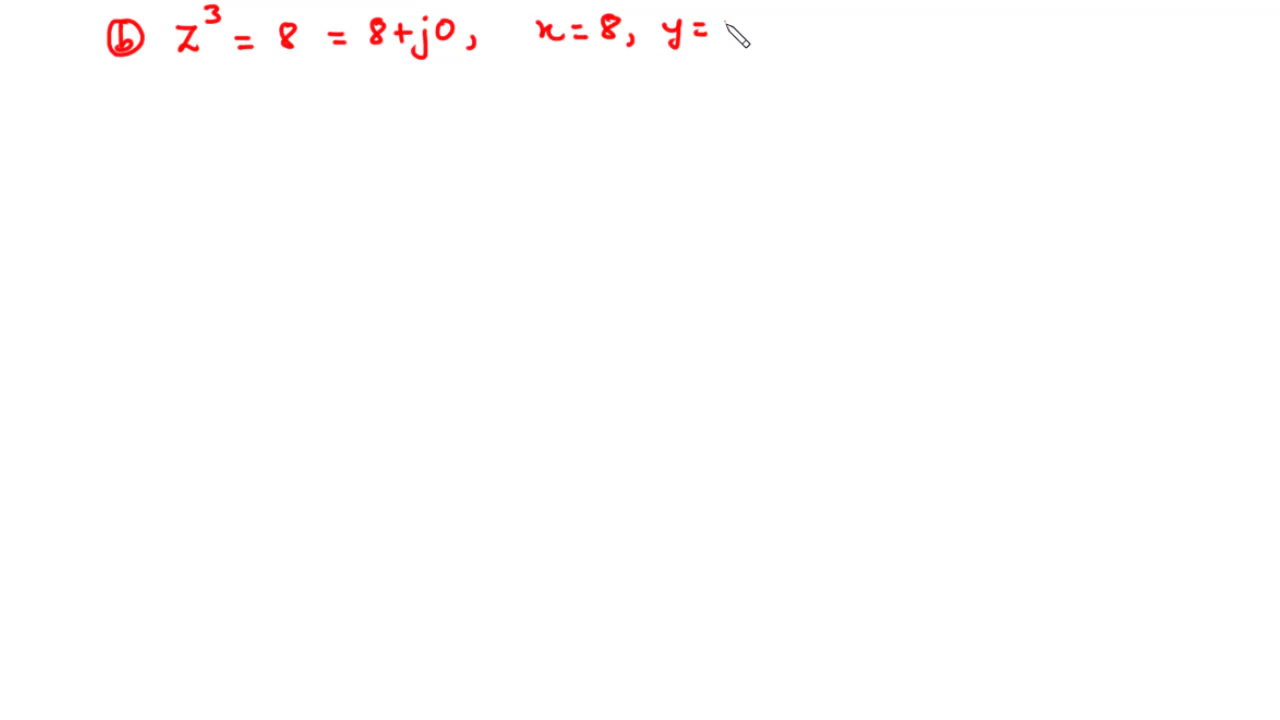 ⓑ z³ = 8 = 8+j0, x=8, y=